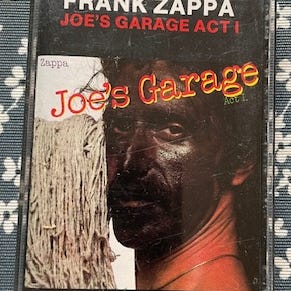 FRANK ZAPPA
JOE'S GARAGE ACT I
Zappa
Joe's Garage
Act I.